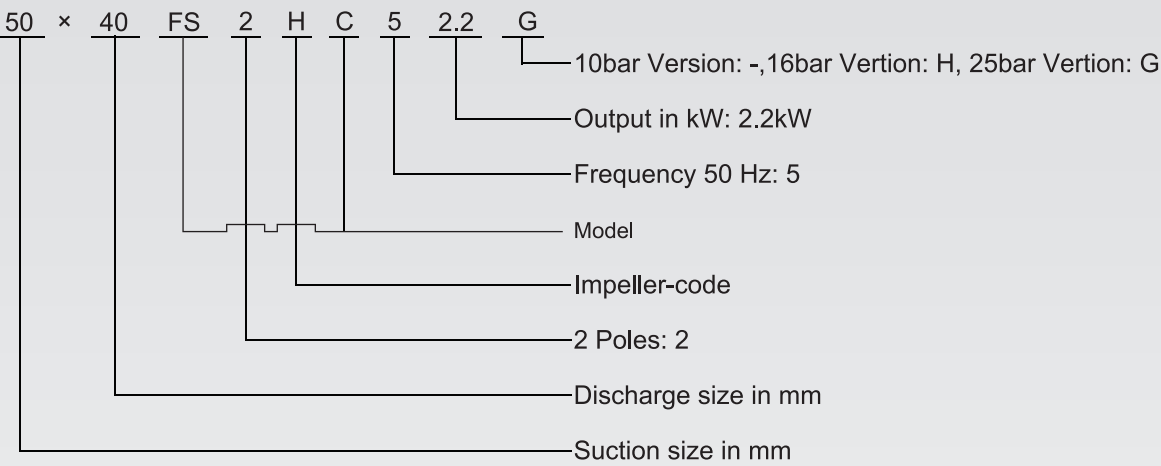 50 × 40 FS 2 H C 5 2.2 G
10bar Version: -,16bar Vertion: H, 25bar Vertion: G
Output in kW: 2.2kW
Frequency 50 Hz: 5
Model
Impeller-code
2 Poles: 2
Discharge size in mm
Suction size in mm